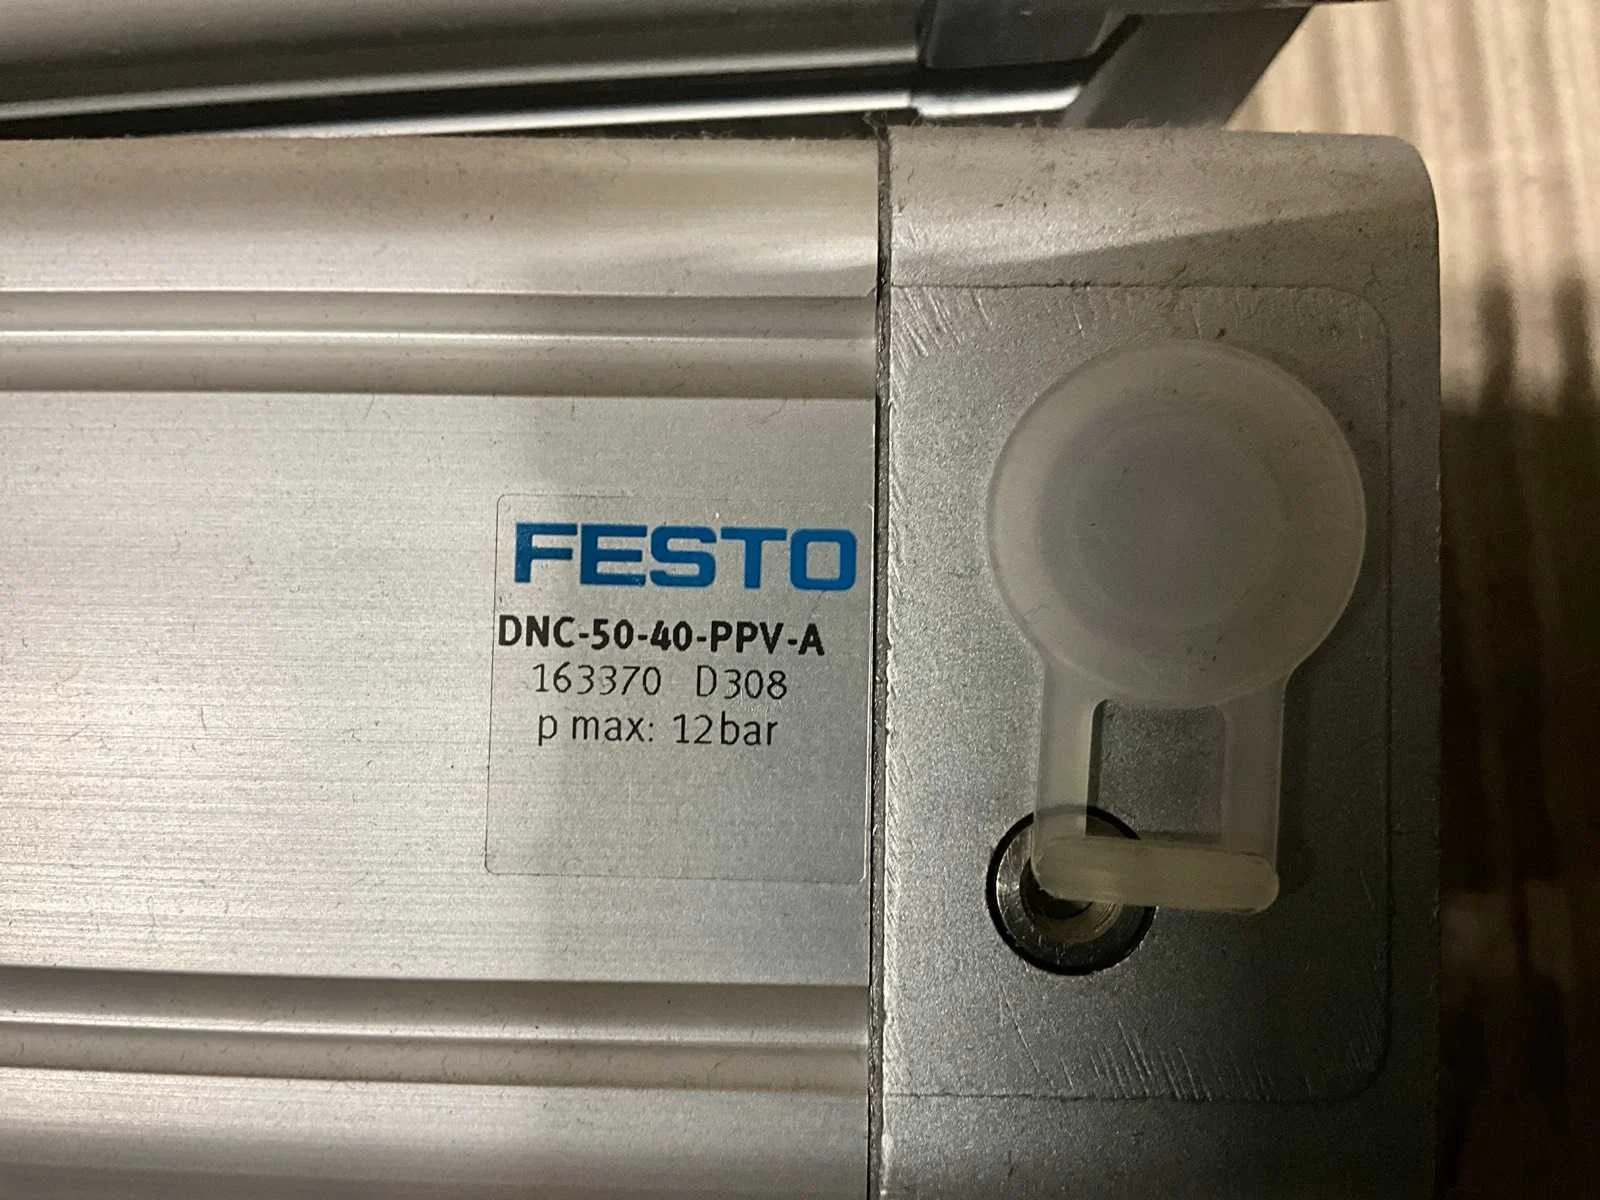 FESTO
DNC-50-40-PPV-A
163370 D308
p max: 12bar